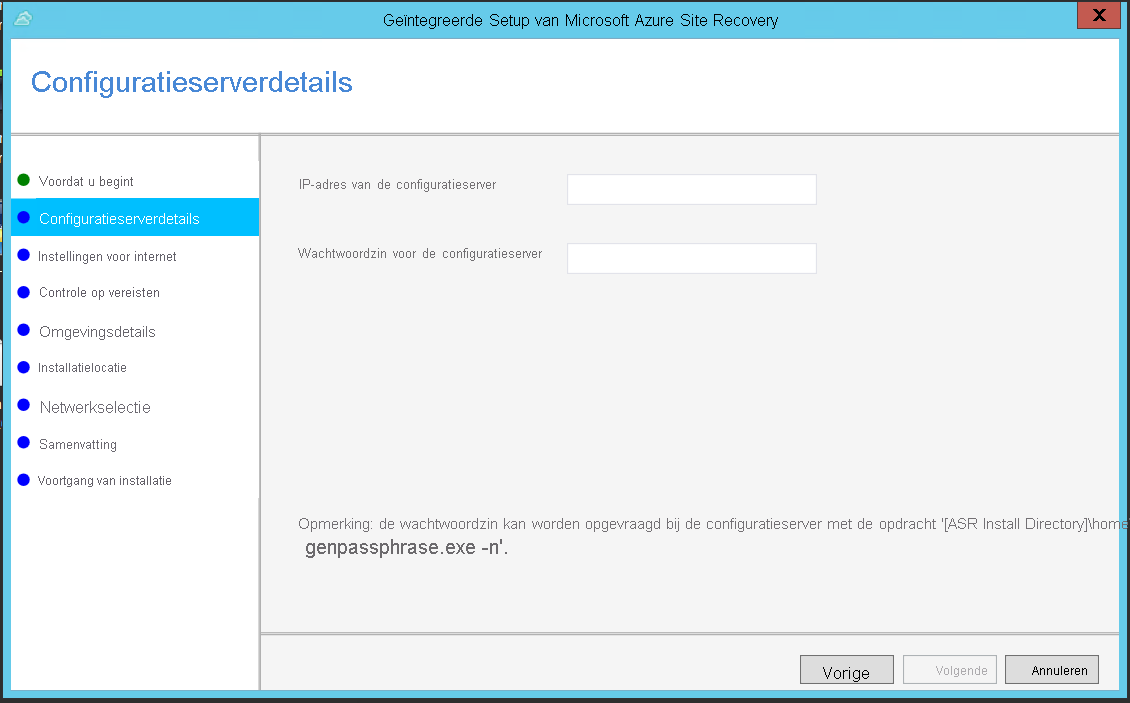 Geïntegreerde Setup van Microsoft Azure Site Recovery
X
Configuratieserverdetails
Voordat u begint
Configuratieserverdetails
Instellingen voor internet
Controle op vereisten
Omgevingsdetails
Installatielocatie
Netwerkselectie
Samenvatting
Voortgang van installatie
IP-adres van de configuratieserver
Wachtwoordzin voor de configuratieserver
Opmerking: de wachtwoordzin kan worden opgevraagd bij de configuratieserver met de opdracht '[ASR Install Directory]\home
genpassphrase.exe -n'.
Vorige
Volgende
Annuleren